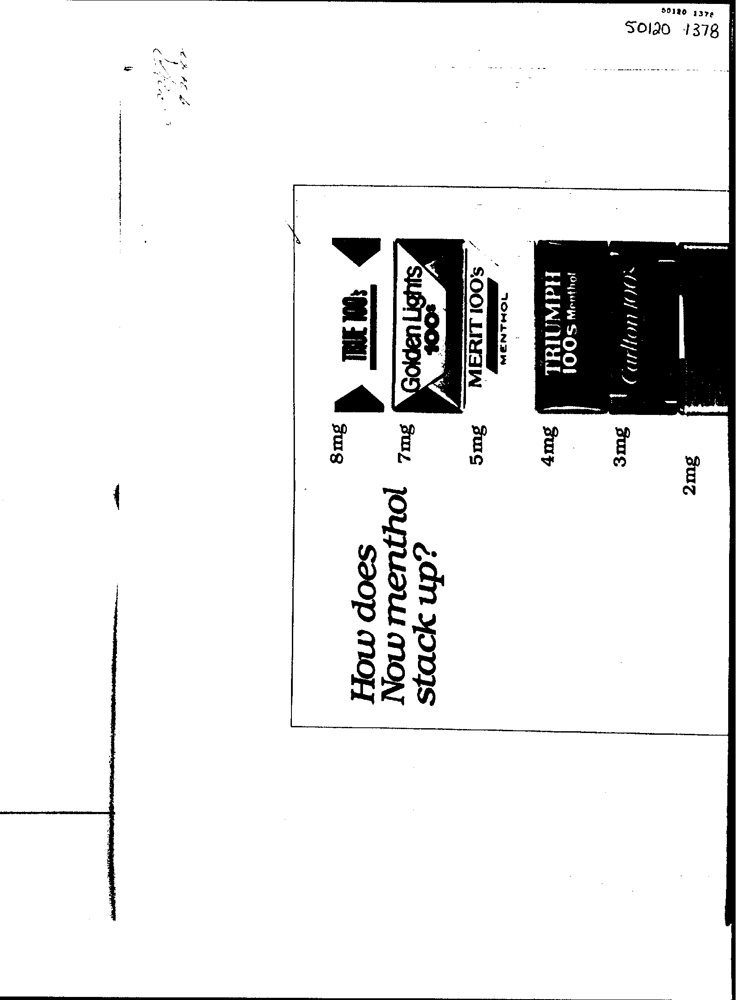 50120 1378
50120 1378
How does
Now menthol
stack up?
8mg
TRUE 100's
7mg
Golden Lights
100s
5mg
MERIT 100's
MENTHOL
4mg
TRIUMPH
100s Menthol
3mg
Carlton 100's
2mg